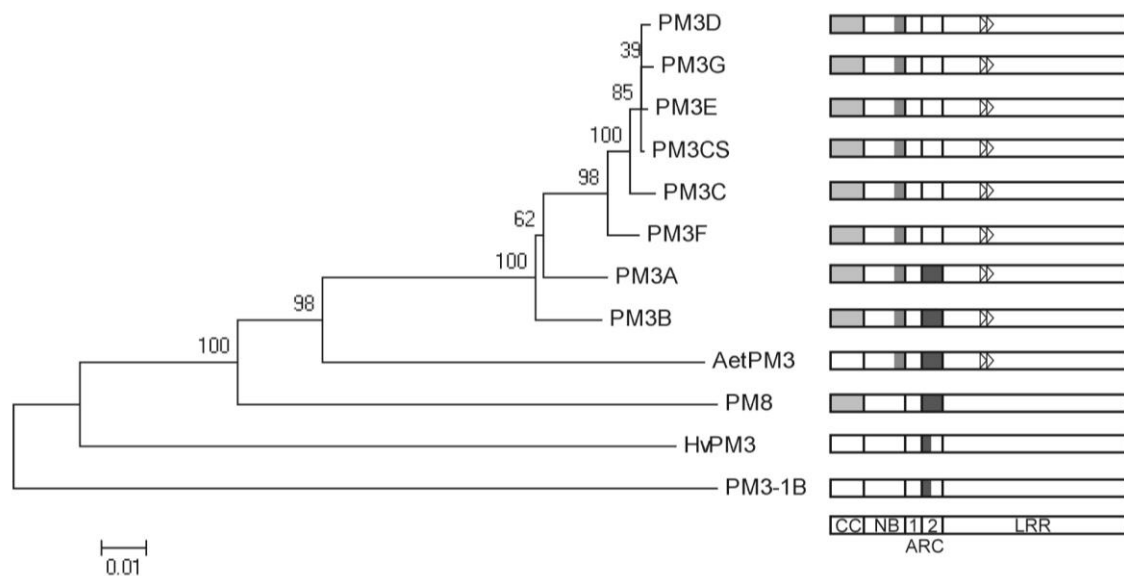 PM3D
39
PM3G
85
PM3E
100
PM3CS
98
PM3C
62
PM3F
100
PM3A
98
PM3B
100
AetPM3
PM8
HvPM3
PM3-1B
CC NB 1 2 LRR
ARC
0.01